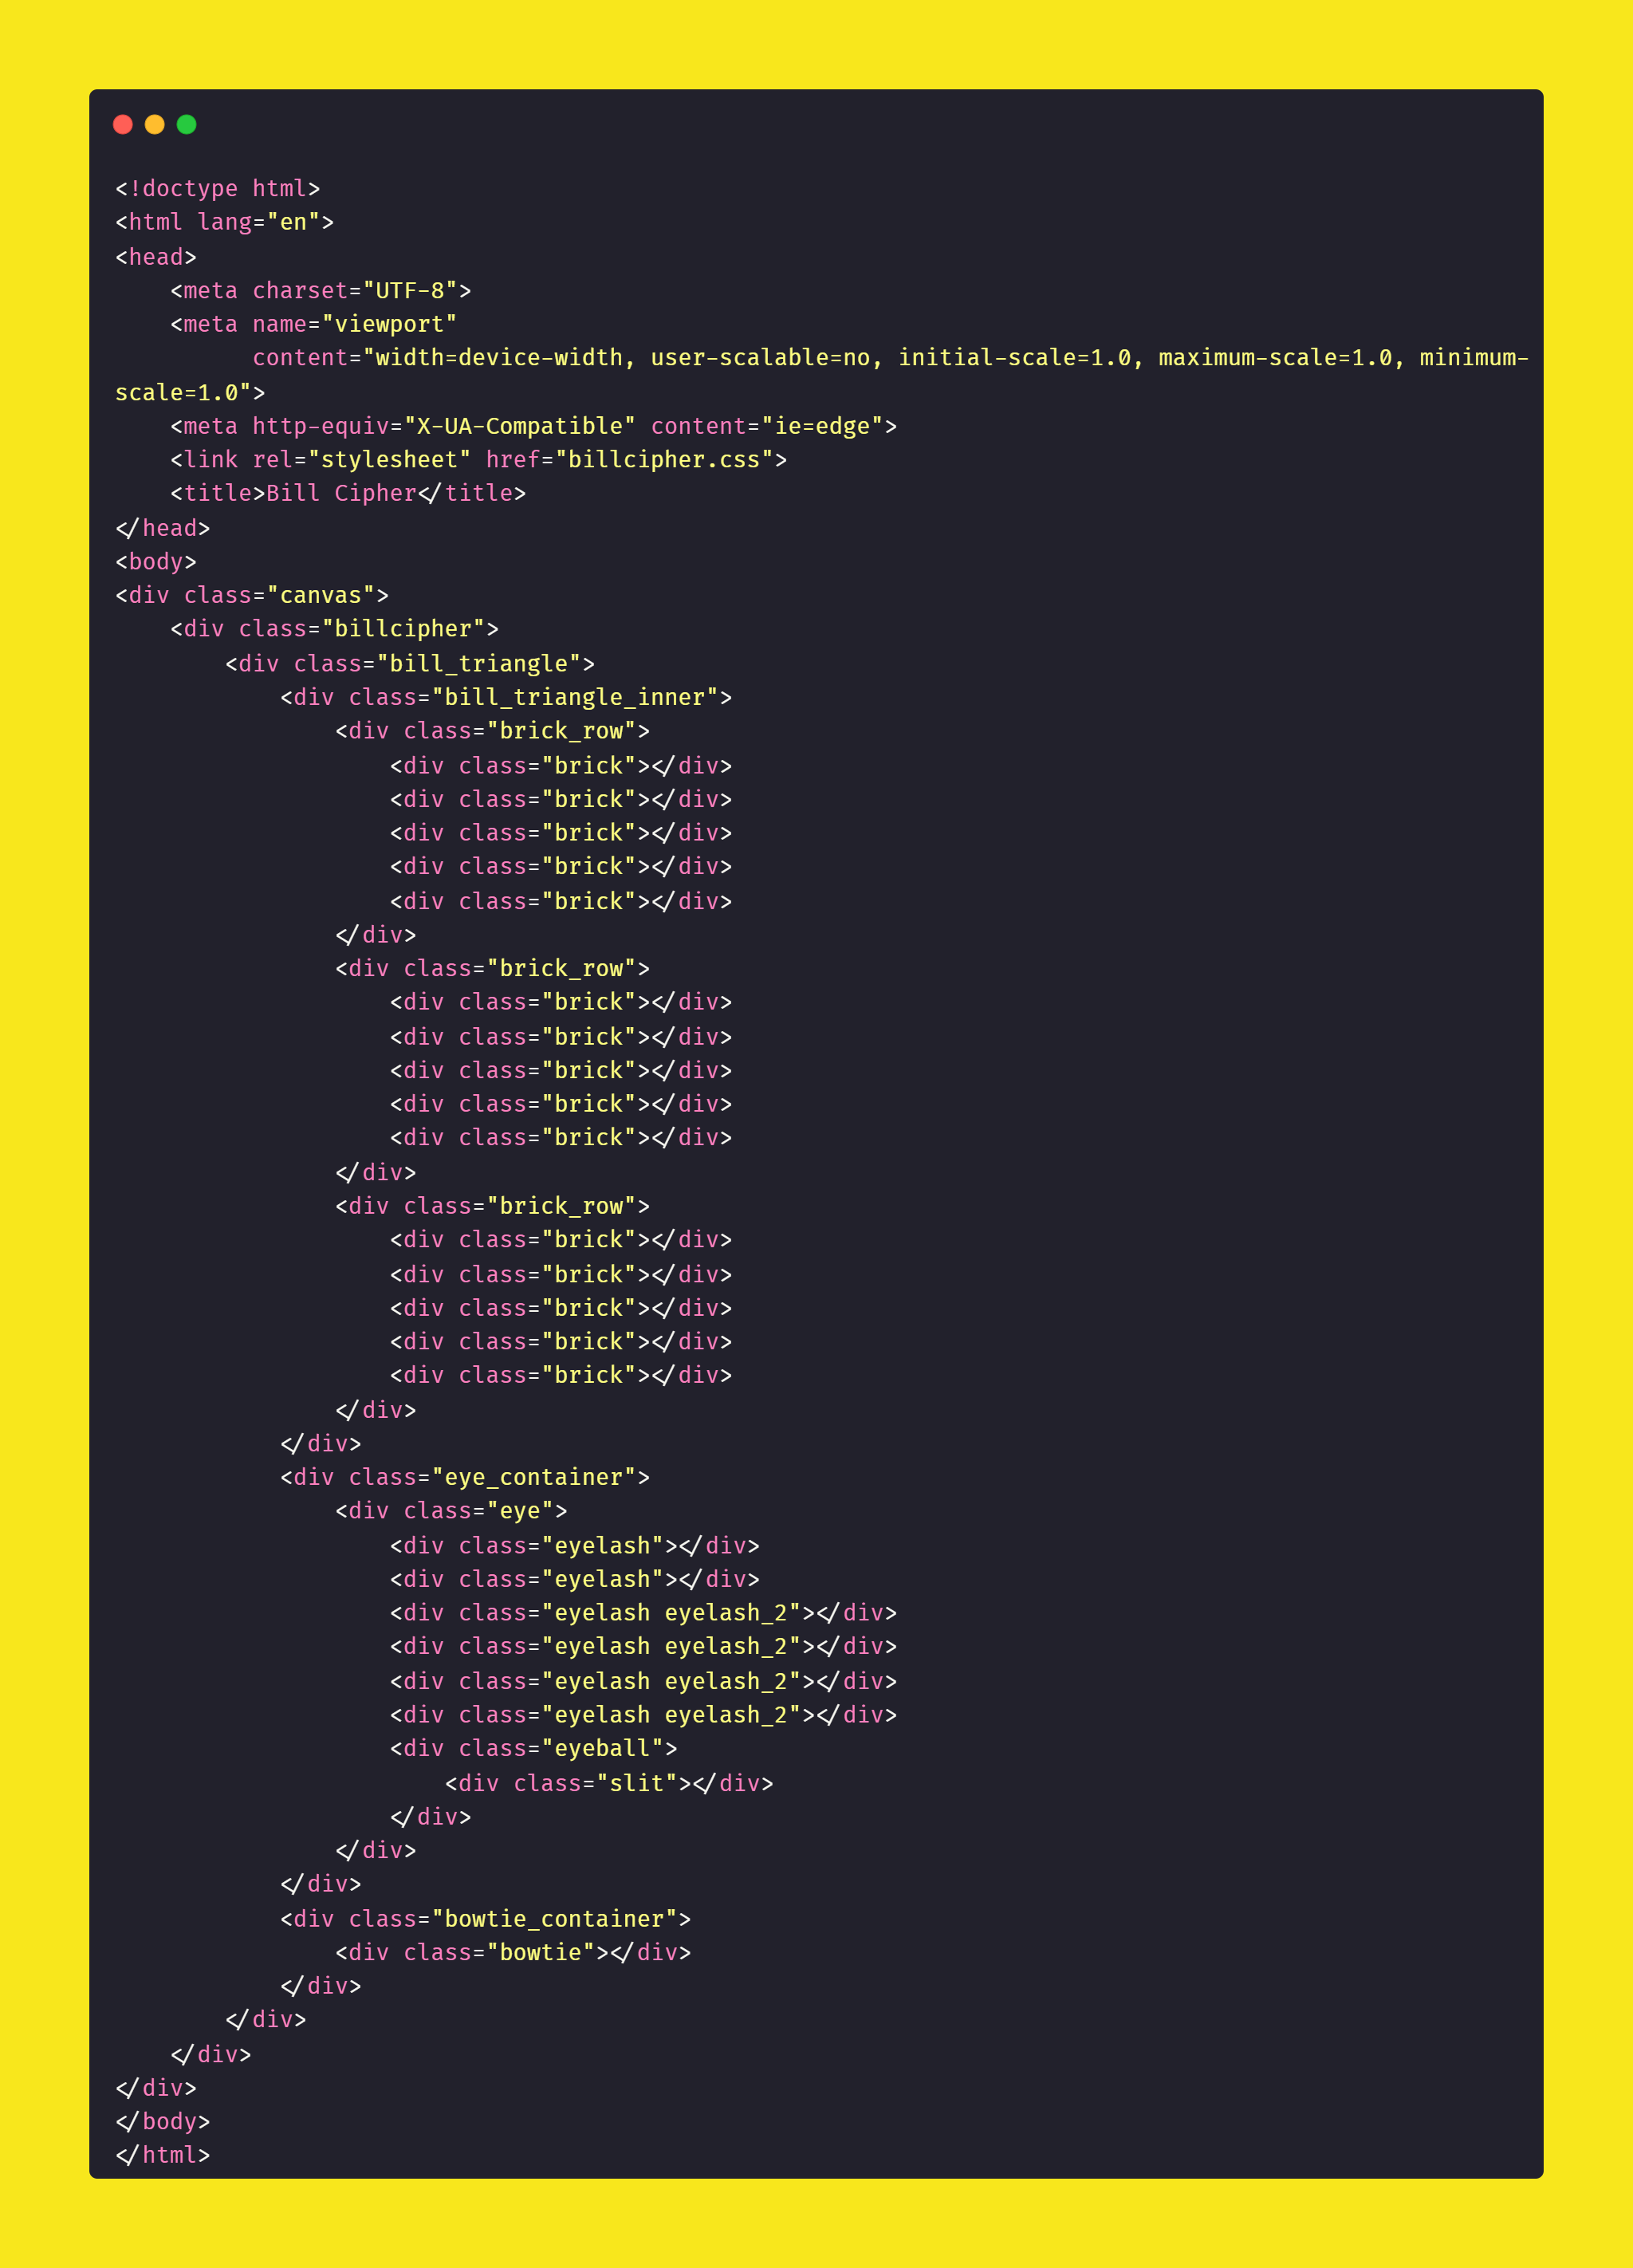 <!doctype html>
<html lang="en">
<head>
    <meta charset="UTF-8">
    <meta name="viewport"
          content="width=device-width, user-scalable=no, initial-scale=1.0, maximum-scale=1.0, minimum-
scale=1.0">
    <meta http-equiv="X-UA-Compatible" content="ie=edge">
    <link rel="stylesheet" href="billcipher.css">
    <title>Bill Cipher</title>
</head>
<body>
<div class="canvas">
    <div class="billcipher">
        <div class="bill_triangle">
            <div class="bill_triangle_inner">
                <div class="brick_row">
                    <div class="brick"></div>
                    <div class="brick"></div>
                    <div class="brick"></div>
                    <div class="brick"></div>
                    <div class="brick"></div>
                </div>
                <div class="brick_row">
                    <div class="brick"></div>
                    <div class="brick"></div>
                    <div class="brick"></div>
                    <div class="brick"></div>
                    <div class="brick"></div>
                </div>
                <div class="brick_row">
                    <div class="brick"></div>
                    <div class="brick"></div>
                    <div class="brick"></div>
                    <div class="brick"></div>
                    <div class="brick"></div>
                </div>
            </div>
            <div class="eye_container">
                <div class="eye">
                    <div class="eyelash"></div>
                    <div class="eyelash"></div>
                    <div class="eyelash eyelash_2"></div>
                    <div class="eyelash eyelash_2"></div>
                    <div class="eyelash eyelash_2"></div>
                    <div class="eyelash eyelash_2"></div>
                    <div class="eyeball">
                        <div class="slit"></div>
                    </div>
                </div>
            </div>
            <div class="bowtie_container">
                <div class="bowtie"></div>
            </div>
        </div>
    </div>
</div>
</body>
</html>